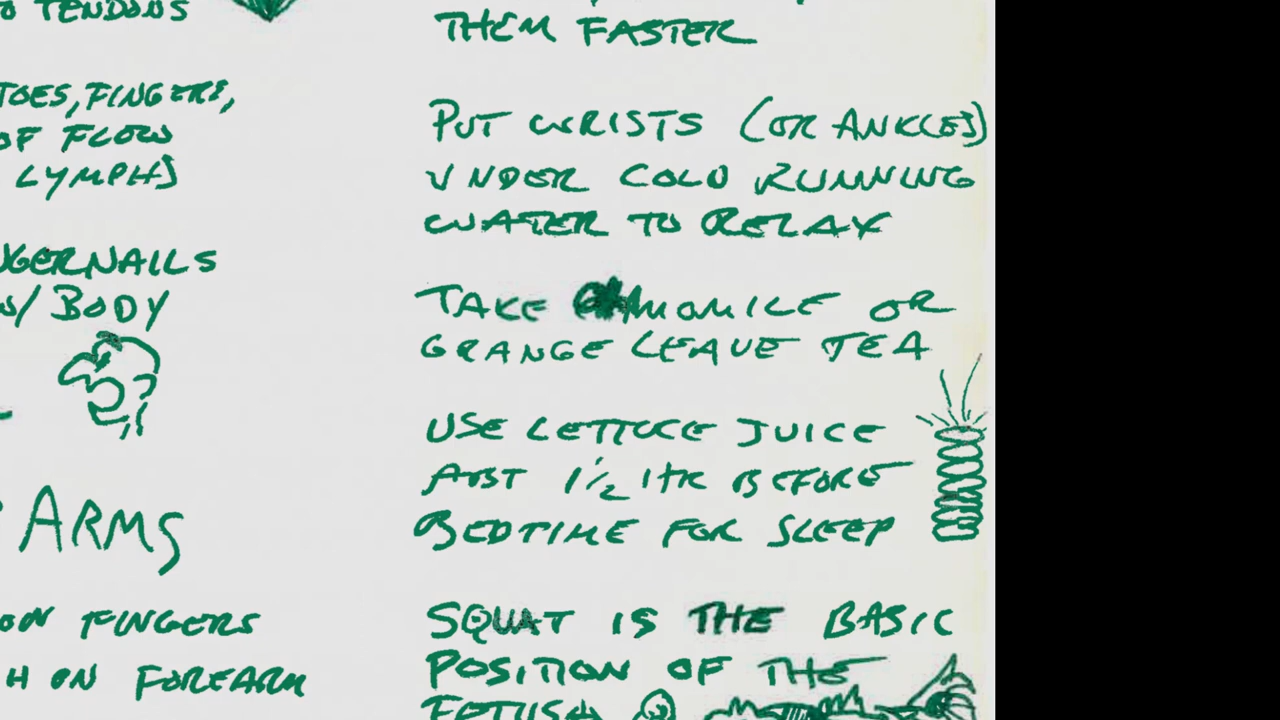 TENDONS
TOES, FINGERS,
OF FLOW
LYMPH)
NGERNAILS
W/ BODY
ARMS
ON FINGERS
H ON FOREARM
THEM FASTER
PUT WRISTS (OR ANKLES)
UNDER COLD RUNNING
WATER TO RELAX
TAKE OR
ORANGE LEAVE TEA
USE LETTUCE JUICE
1½ HR BEFORE
BEDTIME FOR SLEEP
SQUAT IS THE BASIC
POSITION OF THE